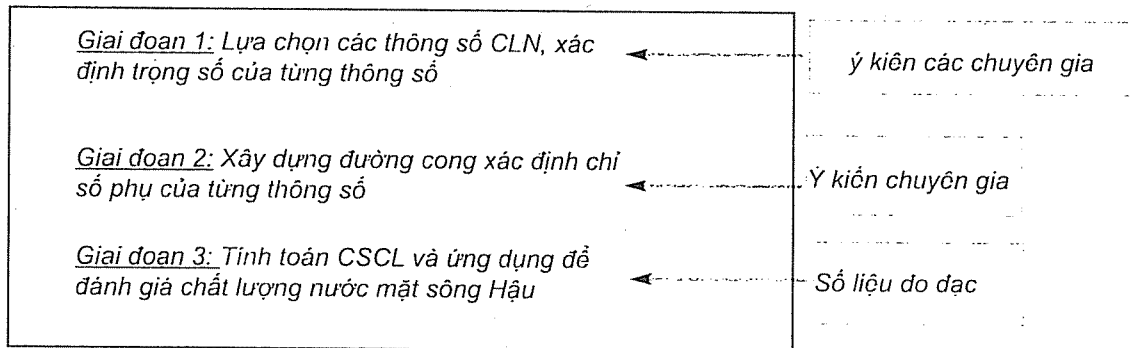 Giai đoạn 1: Lựa chọn các thông số CLN, xác
định trọng số của từng thông số
ý kiên các chuyên gia
Giai đoạn 2: Xây dựng đường cong xác định chỉ
số phụ của từng thông số
Ý kiến chuyên gia
Giai đoạn 3: Tính toán CSCL và ứng dụng để
đánh giá chất lượng nước mặt sông Hậu
Số liệu do dạc